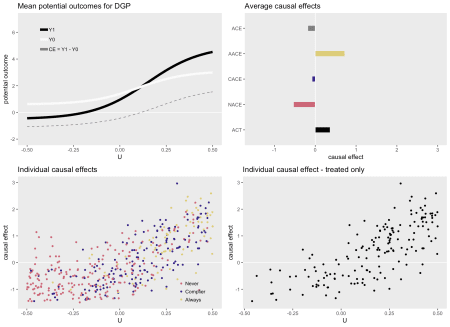 Mean potential outcomes for DGP
Y1
Y0
CE = Y1 - Y0
potential outcome
4
2
0
-2
-0.50
-0.25
0.00
0.25
0.50
U
Average causal effects
ACE
AACE
CACE
NACE
ACT
-1
0
1
2
3
causal effect
Individual causal effects
causal effect
3
2
1
0
-1
Never
Complier
Always
-0.50
-0.25
0.00
0.25
0.50
U
Individual causal effect - treated only
causal effect
3
2
1
0
-1
-0.50
-0.25
0.00
0.25
0.50
U